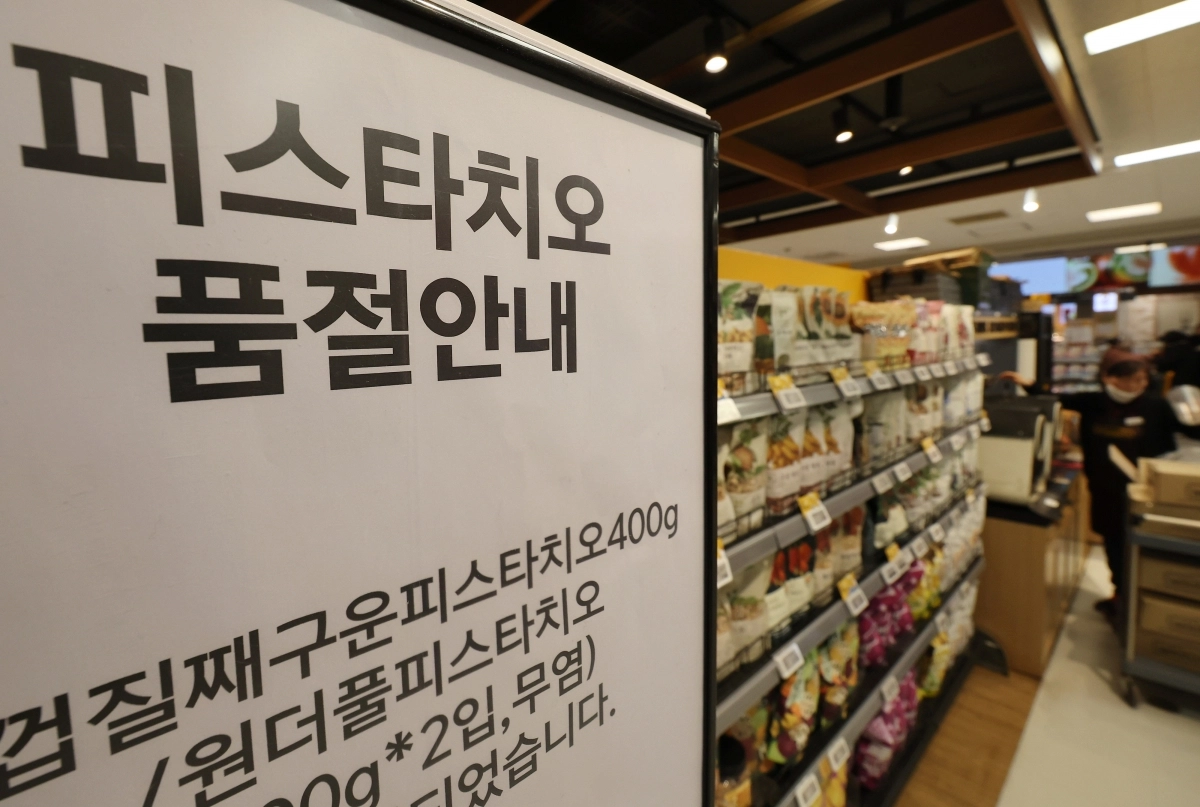 피스타치오
품절안내
껍질째구운피스타치오400g
/원더풀피스타치오
00g*2입,무염)
되었습니다.